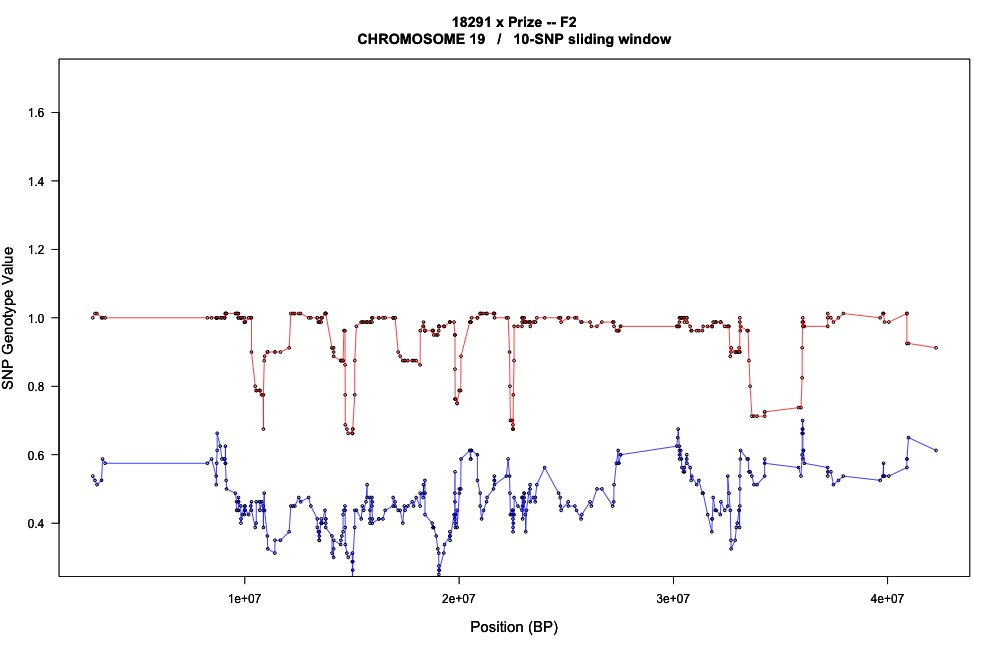 18291 x Prize -- F2
CHROMOSOME 19 / 10-SNP sliding window
SNP Genotype Value
1.6
1.4
1.2
1.0
0.8
0.6
0.4
1e+07 2e+07 3e+07 4e+07
Position (BP)